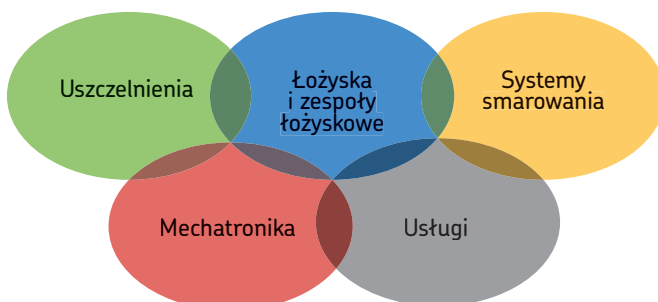 Uszczelnienia
Łożyska
i zespoły
łożyskowe
Systemy
smarowania
Mechatronika
Usługi